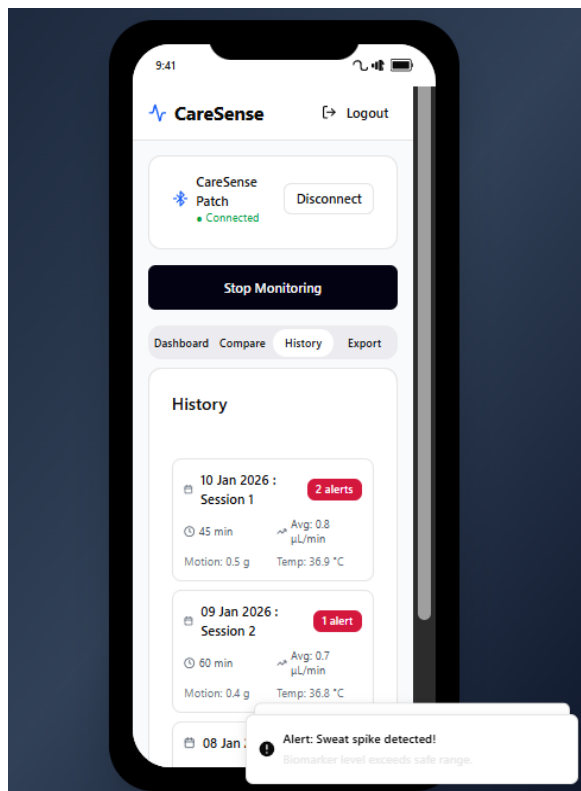 9:41
CareSense
Logout
CareSense
Patch
• Connected
Disconnect
Stop Monitoring
Dashboard Compare History Export
History
10 Jan 2026 :
Session 1
2 alerts
45 min
Avg: 0.8
µL/min
Motion: 0.5 g
Temp: 36.9 °C
09 Jan 2026 :
Session 2
1 alert
60 min
Avg: 0.7
µL/min
Motion: 0.4 g
Temp: 36.8 °C
08 Jan
Alert: Sweat spike detected!
Biomarker level exceeds safe range.